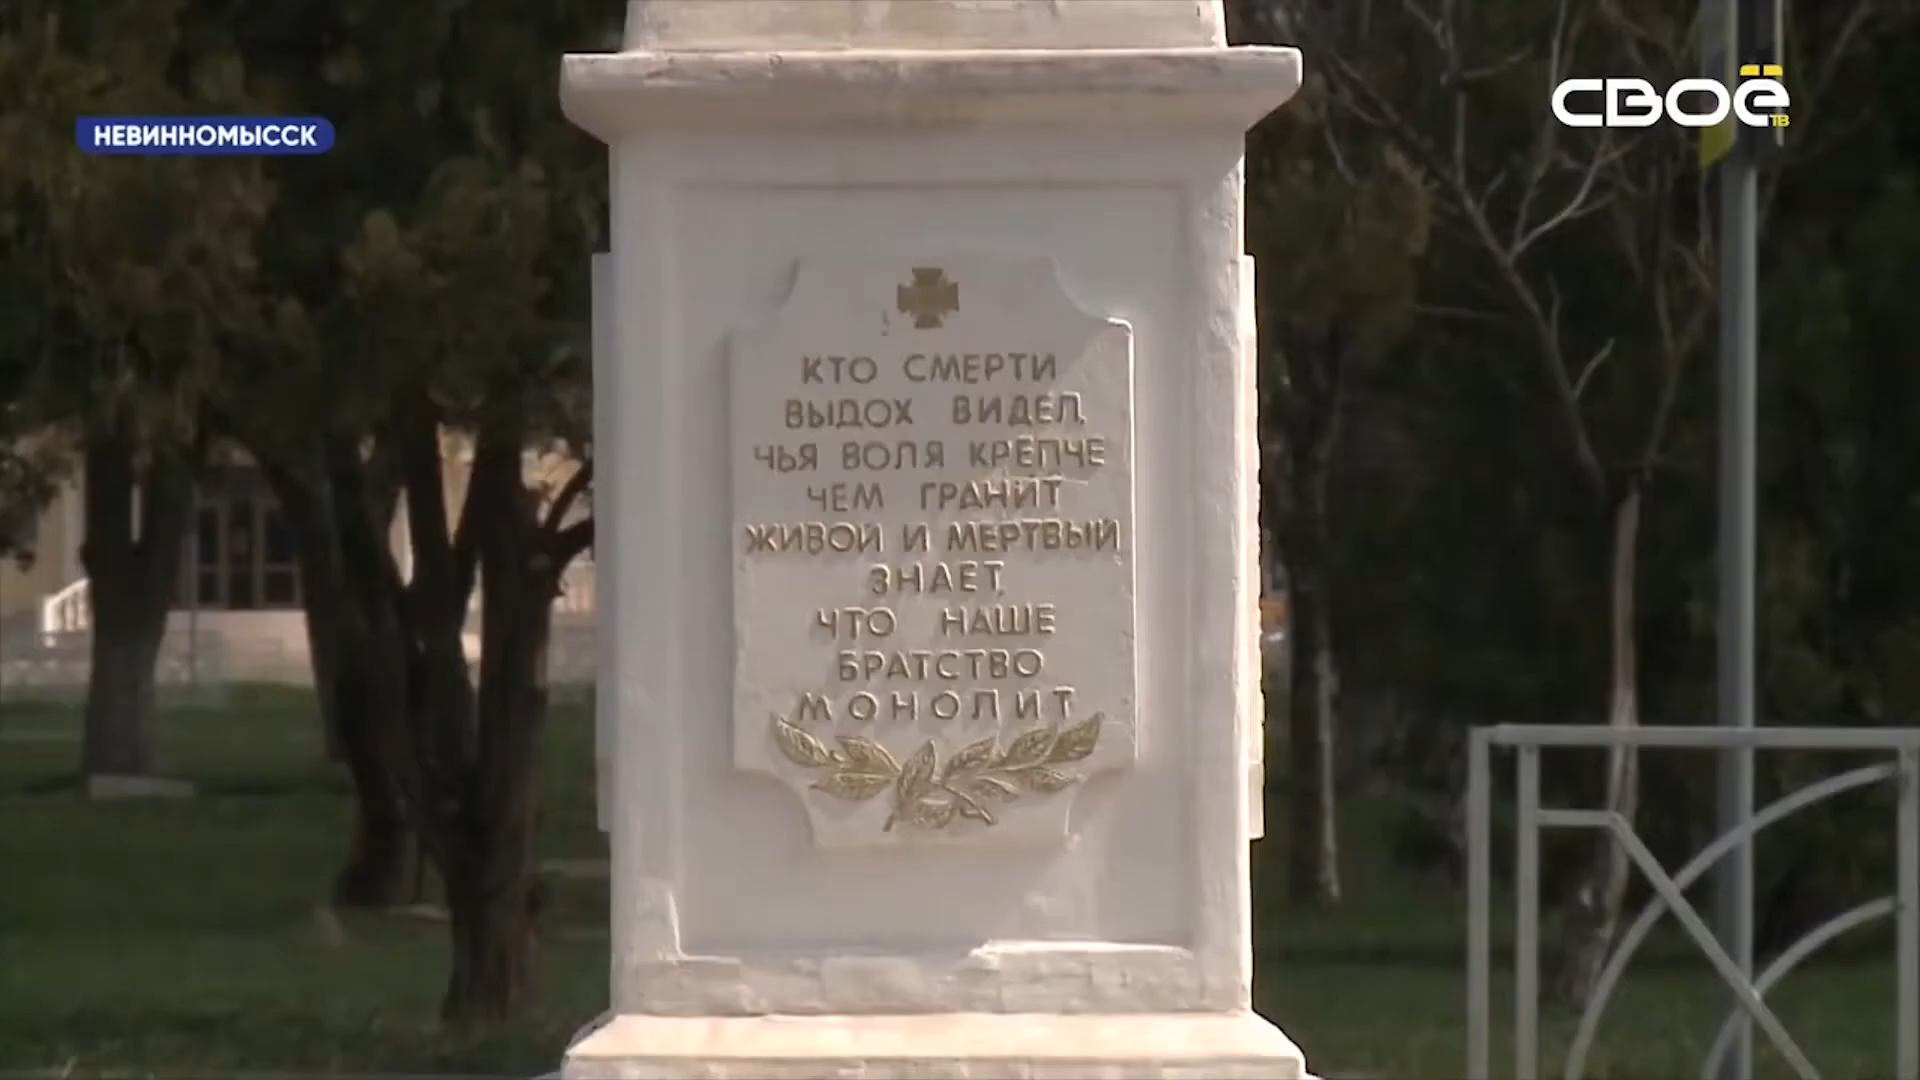 НЕВИННОМЫССК
СВОЁ
ТВ
КТО СМЕРТИ
ВЫДОХ ВИДЕЛ,
ЧЬЯ ВОЛЯ КРЕПЧЕ
ЧЕМ ГРАНИТ
ЖИВОЙ И МЕРТВЫЙ
ЗНАЕТ,
ЧТО НАШЕ
БРАТСТВО
МОНОЛИТ